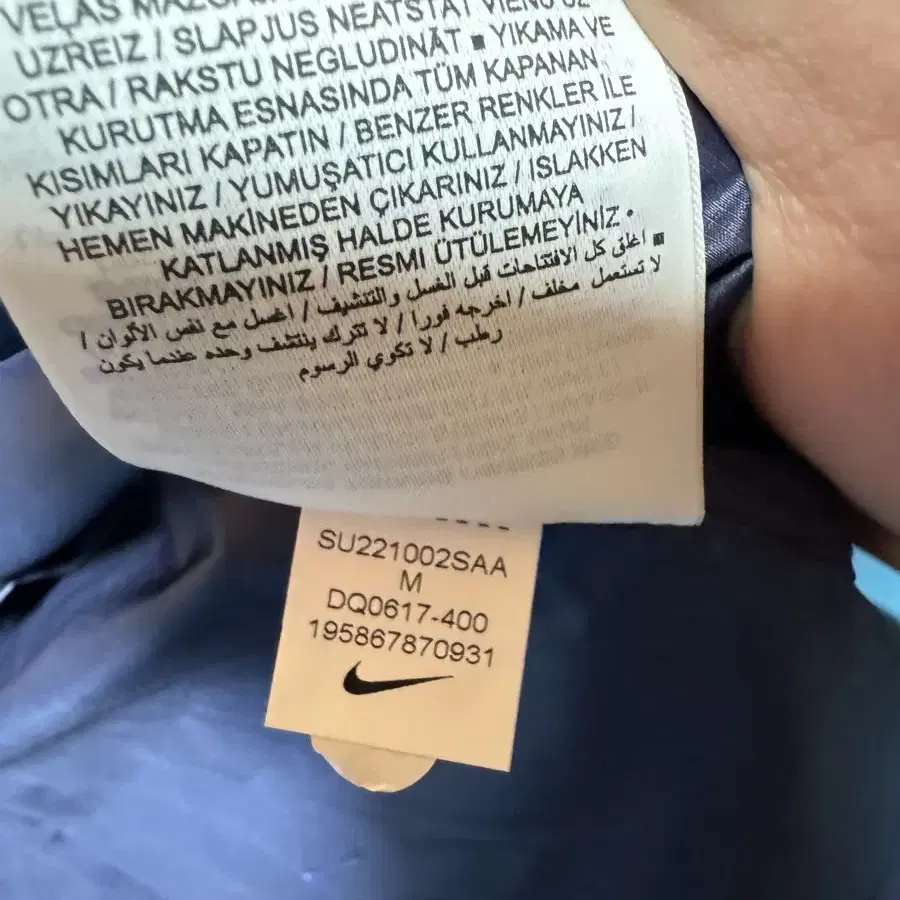 VEĻAS
UZREIZ / SLAPJUS NEATSTĀT VIENU UZ
OTRA / RAKSTU NEGLUDINĀT ■ YIKAMA VE
KURUTMA ESNASINDA TÜM KAPANAN
KISIMLARI KAPATIN / BENZER RENKLER İLE
YIKAYINIZ / YUMUŞATICI KULLANMAYINIZ /
HEMEN MAKİNEDEN ÇIKARINIZ / ISLAKKEN
KATLANMIŞ HALDE KURUMAYA
BIRAKMAYINIZ / RESMI ÜTÜLEMEYİNİZ •
■ اغلق كل الافتتاحات قبل الغسل والتنشيف / اغسل مع نفس الألوان /
لا تستعمل مخلف / اخرجه فورا / لا تترك ينتشف وحده عندما يكون
رطب / لا تكوي الرسوم
SU221002SAA
M
DQ0617-400
195867870931